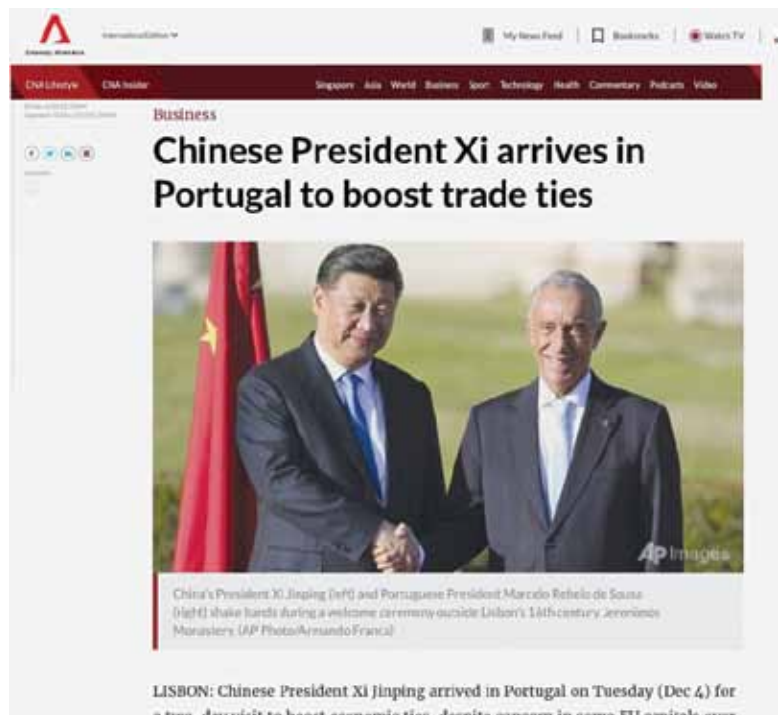 International Edition
My News Feed
Bookmarks
Watch TV
CNA Lifestyle
CNA Insider
Singapore Asia World Business Sport Technology Health Commentary Podcasts Video
Business
Chinese President Xi arrives in
Portugal to boost trade ties
AP Images
China's President Xi Jinping (left) and Portuguese President Marcelo Rebelo de Sousa
(right) shake hands during a welcome ceremony outside Lisbon's 16th century Jeronimos
Monastery. (AP Photo/Armando Franca)
LISBON: Chinese President Xi Jinping arrived in Portugal on Tuesday (Dec 4) for